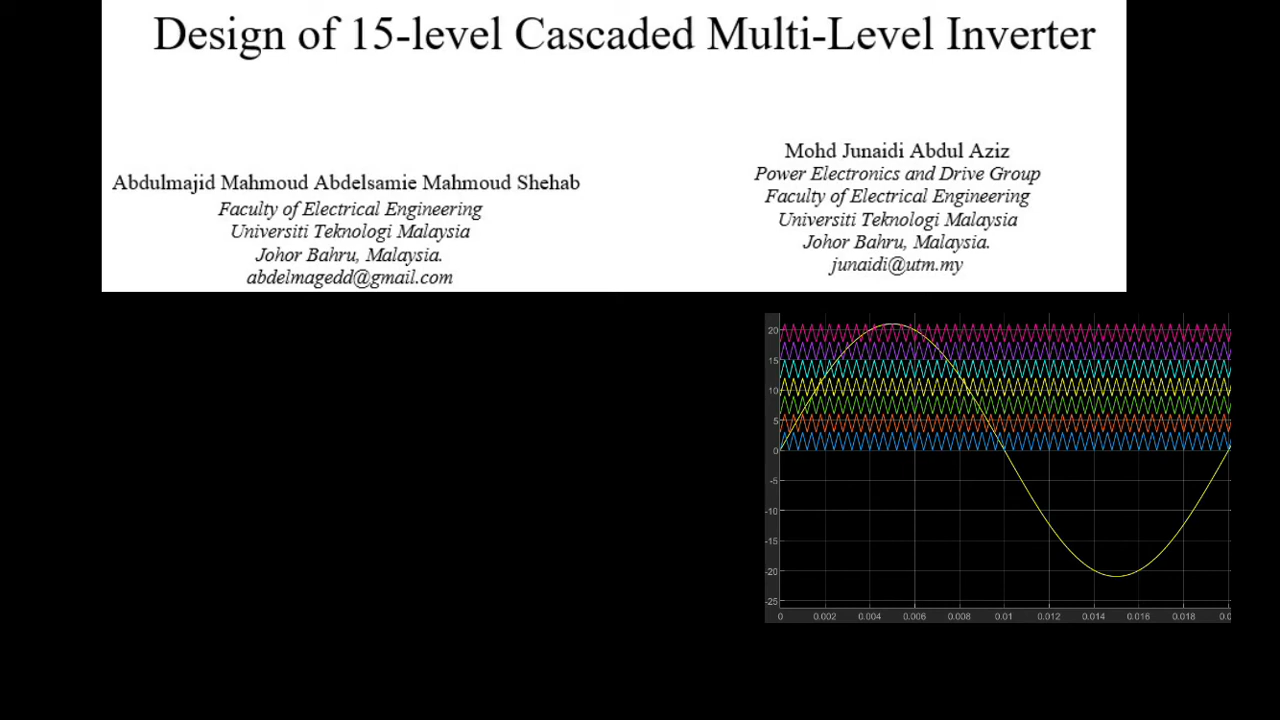 Design of 15-level Cascaded Multi-Level Inverter
Abdulmajid Mahmoud Abdelsamie Mahmoud Shehab
Faculty of Electrical Engineering
Universiti Teknologi Malaysia
Johor Bahru, Malaysia.
abdelmagedd@gmail.com
Mohd Junaidi Abdul Aziz
Power Electronics and Drive Group
Faculty of Electrical Engineering
Universiti Teknologi Malaysia
Johor Bahru, Malaysia.
junaidi@utm.my
20
15
10
5
0
-5
-10
-15
-20
-25
0 0.002 0.004 0.006 0.008 0.01 0.012 0.014 0.016 0.018